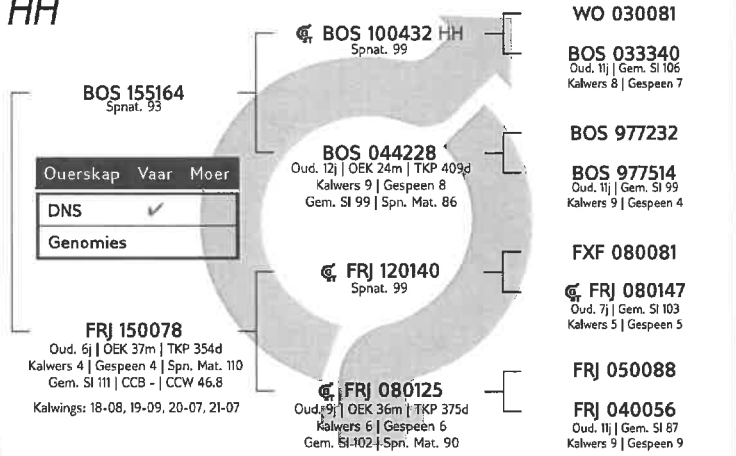 HH
BOS 155164
Spnat. 93
Ouerskap Vaar Moer
DNS ✓
Genomies
FRJ 150078
Oud. 6j | OEK 37m | TKP 354d
Kalwers 4 | Gespeen 4 | Spn. Mat. 110
Gem. SI 111 | CCB - | CCW 46.8
Kalwings: 18-08, 19-09, 20-07, 21-07
BOS 100432 HH
Spnat. 99
BOS 044228
Oud. 12j | OEK 24m | TKP 409d
Kalwers 9 | Gespeen 8
Gem. SI 99 | Spn. Mat. 86
FRJ 120140
Spnat. 99
FRJ 080125
Oud. 9j | OEK 36m | TKP 375d
Kalwers 6 | Gespeen 6
Gem. SI 102 | Spn. Mat. 90
WO 030081
BOS 033340
Oud. 11j | Gem. SI 106
Kalwers 8 | Gespeen 7
BOS 977232
BOS 977514
Oud. 11j | Gem. SI 99
Kalwers 9 | Gespeen 4
FXF 080081
FRJ 080147
Oud. 7j | Gem. SI 103
Kalwers 5 | Gespeen 5
FRJ 050088
FRJ 040056
Oud. 11j | Gem. SI 87
Kalwers 9 | Gespeen 9